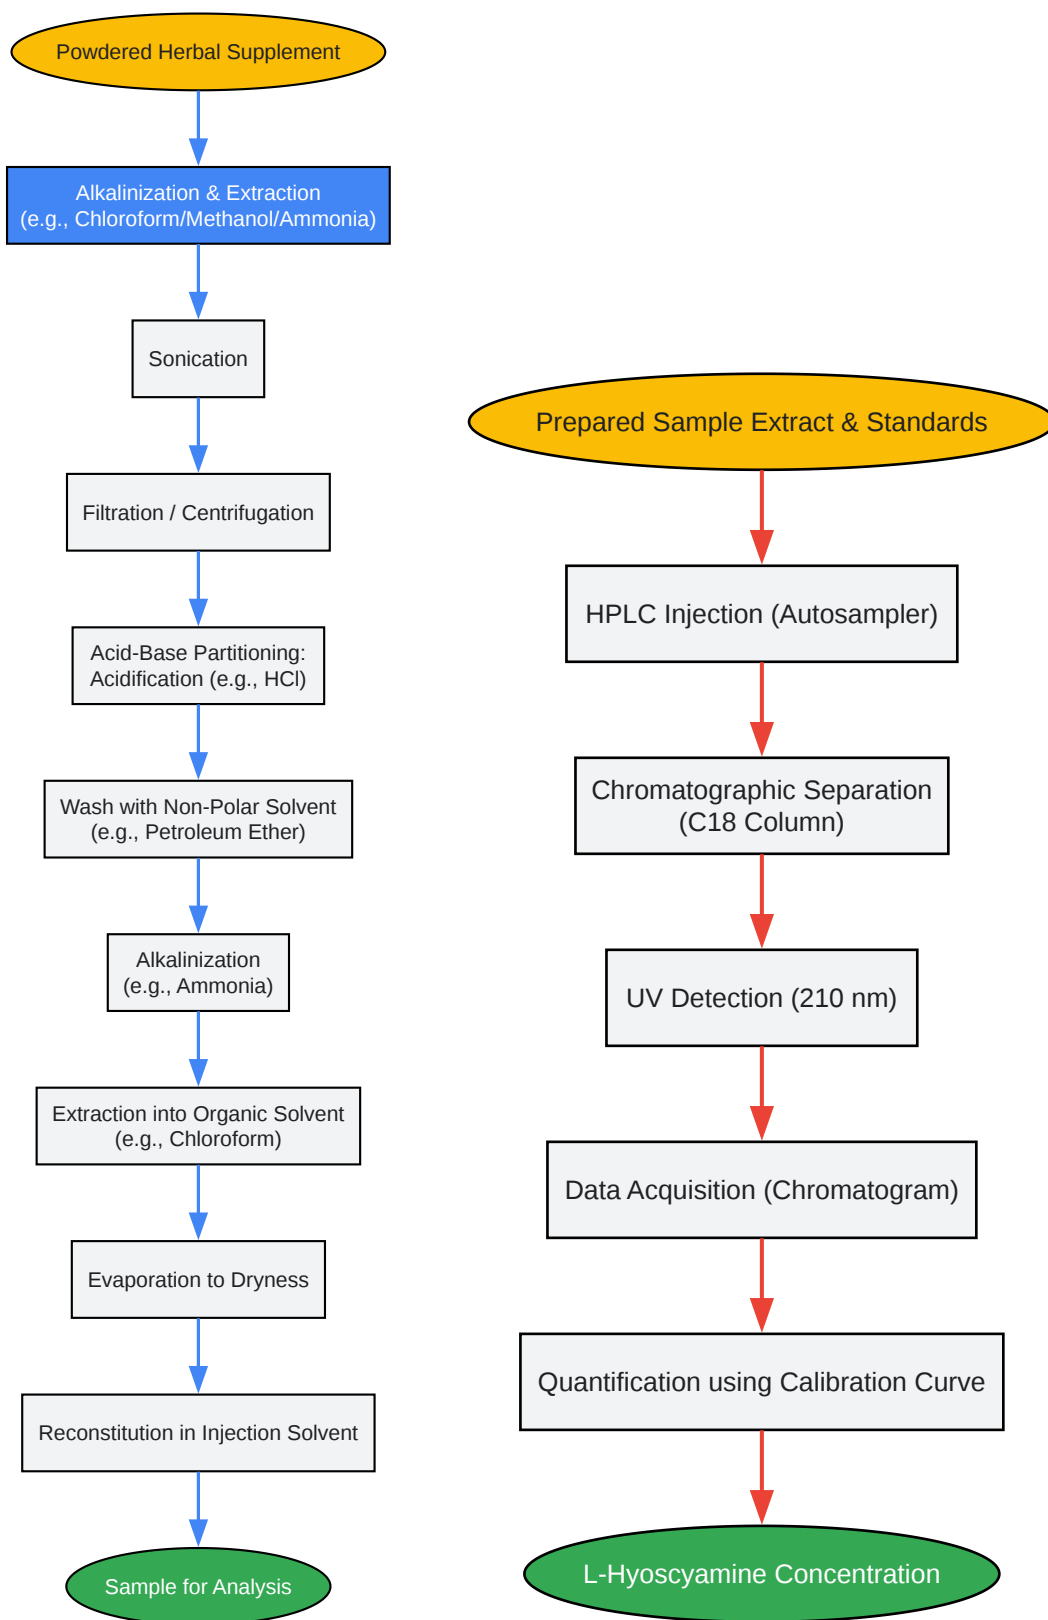 Powdered Herbal Supplement
Alkalinization & Extraction
(e.g., Chloroform/Methanol/Ammonia)
Sonication
Filtration / Centrifugation
Acid-Base Partitioning:
Acidification (e.g., HCl)
Wash with Non-Polar Solvent
(e.g., Petroleum Ether)
Alkalinization
(e.g., Ammonia)
Extraction into Organic Solvent
(e.g., Chloroform)
Evaporation to Dryness
Reconstitution in Injection Solvent
Sample for Analysis
Prepared Sample Extract & Standards
HPLC Injection (Autosampler)
Chromatographic Separation
(C18 Column)
UV Detection (210 nm)
Data Acquisition (Chromatogram)
Quantification using Calibration Curve
L-Hyoscyamine Concentration